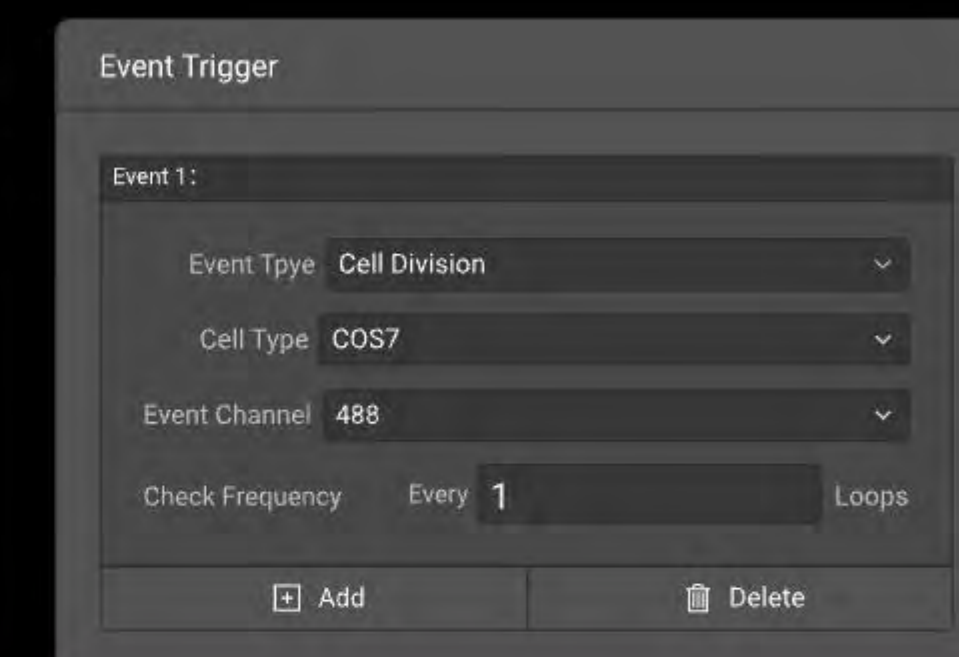 Event Trigger
Event 1:
Event Tpye Cell Division
Cell Type COS7
Event Channel 488
Check Frequency Every 1 Loops
Add Delete